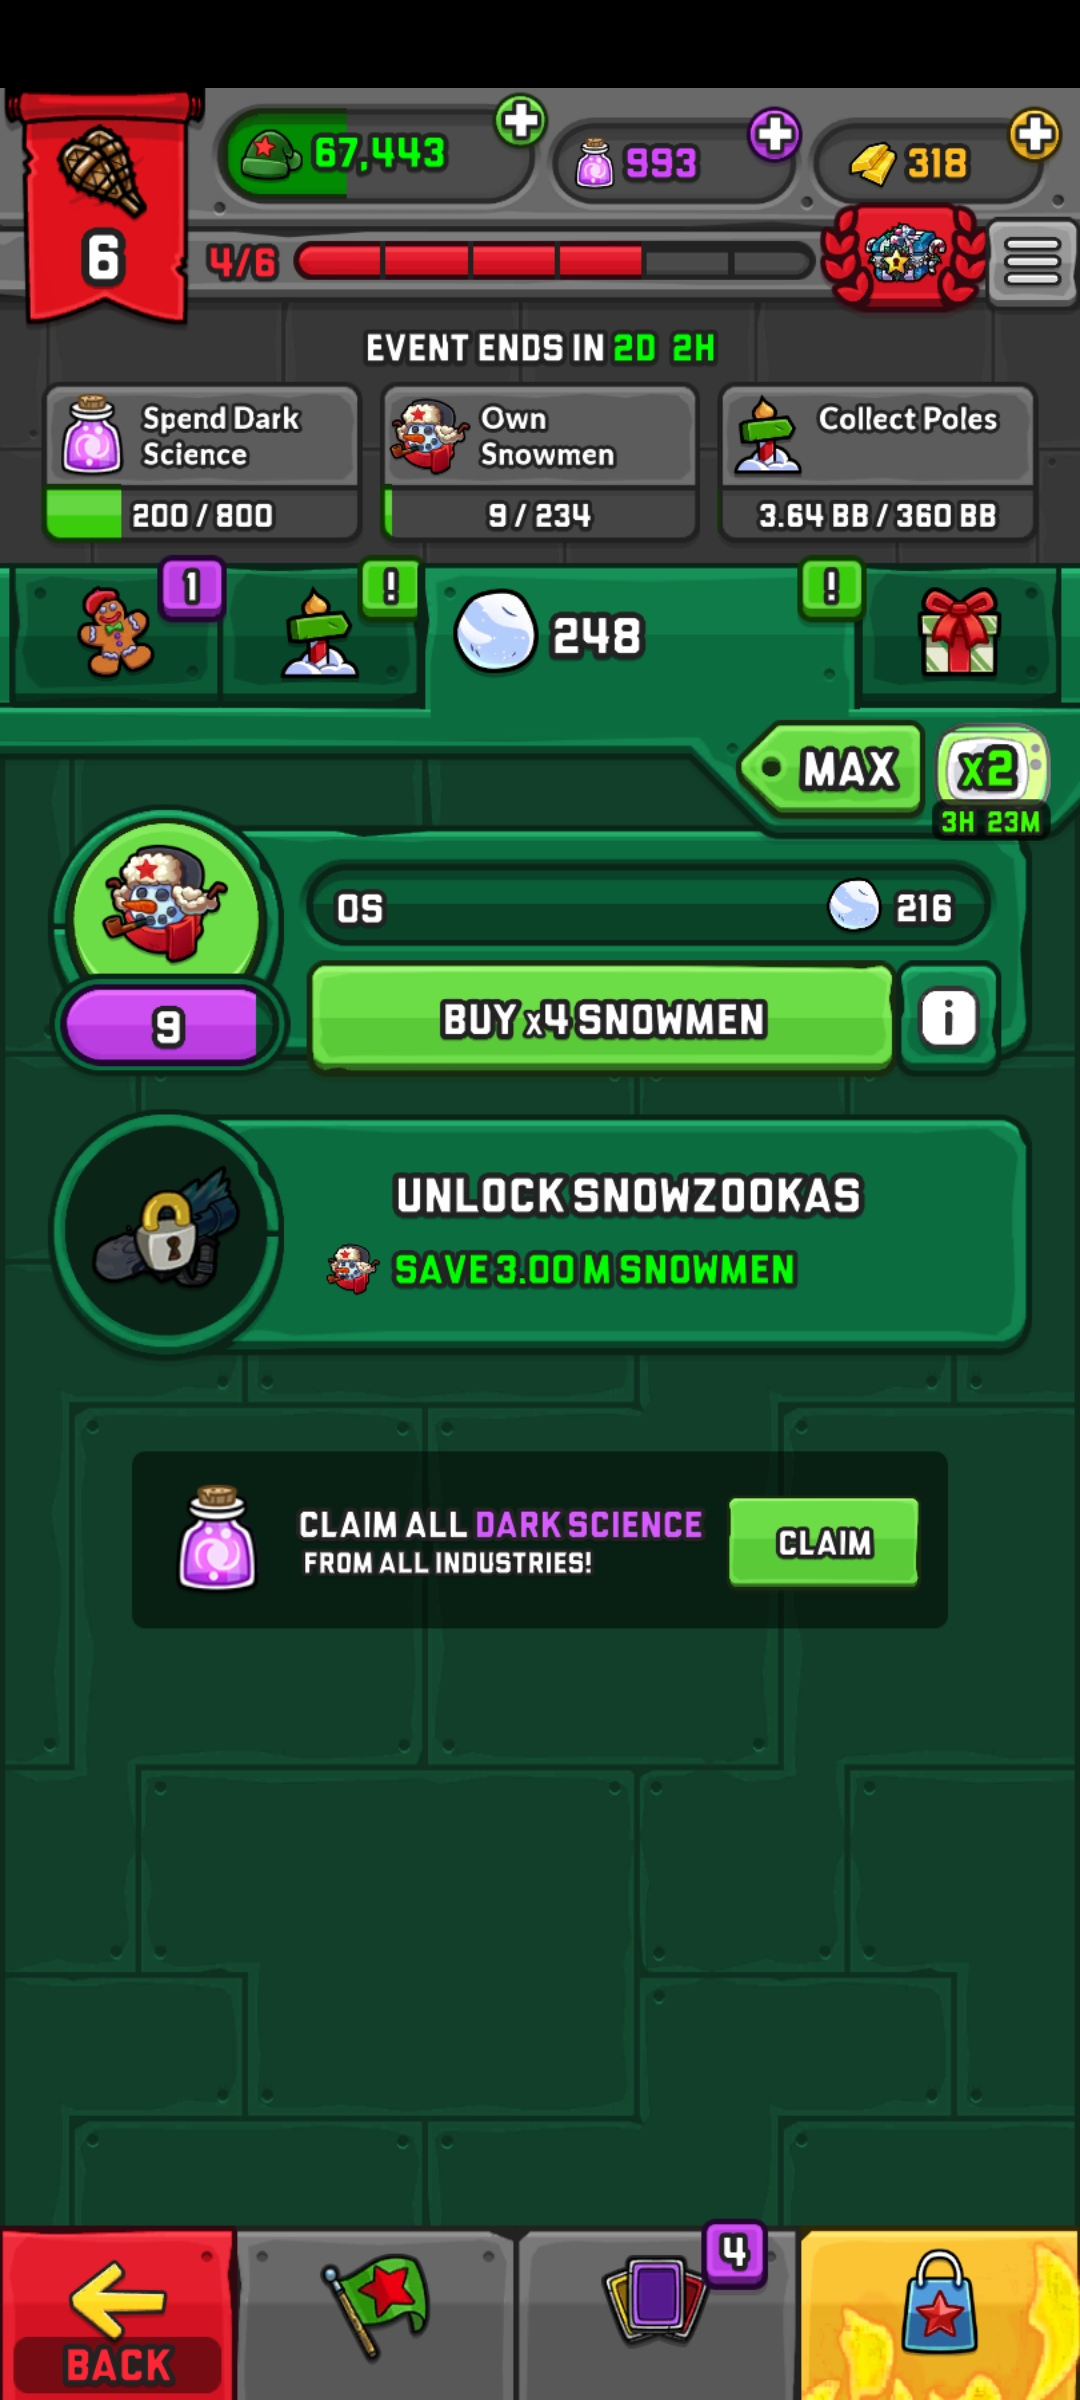 67,443
993
318
6
4/6
EVENT ENDS IN 2D 2H
Spend Dark
Science
200 / 800
Own
Snowmen
9 / 234
Collect Poles
3.64 BB / 360 BB
1
!
248
!
MAX
x2
3H 23M
0S
216
9
BUY x4 SNOWMEN
i
UNLOCK SNOWZOOKAS
SAVE 3.00 M SNOWMEN
CLAIM ALL DARK SCIENCE
FROM ALL INDUSTRIES!
CLAIM
4
BACK